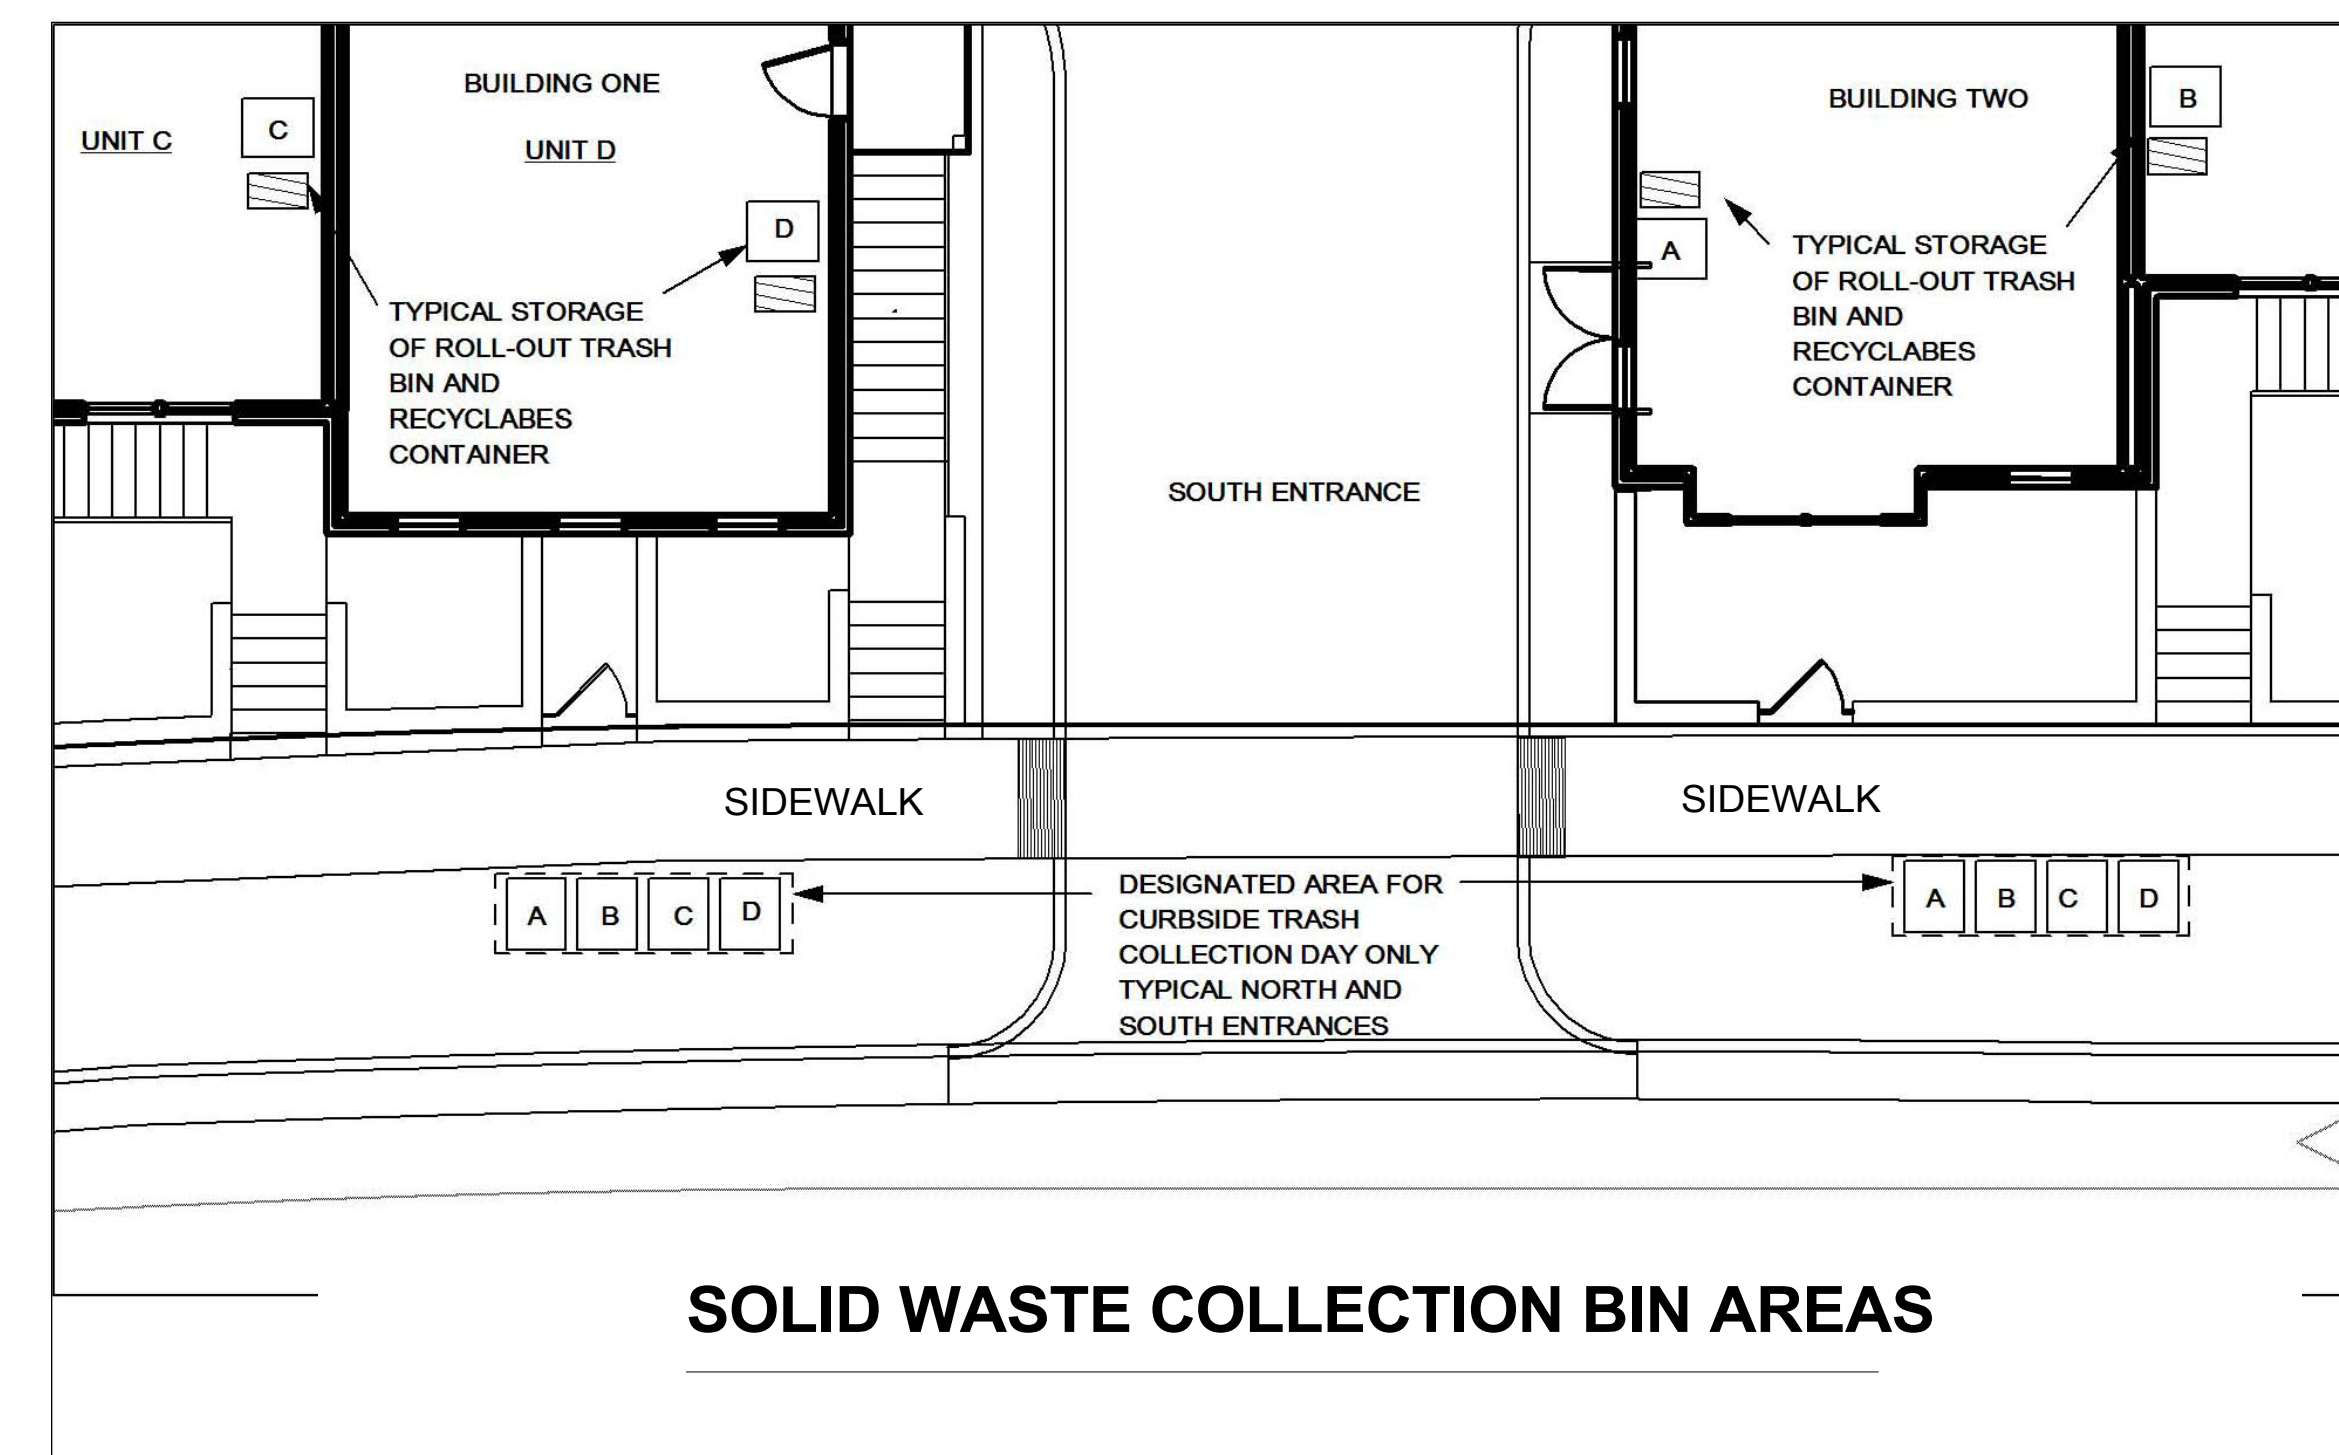 BUILDING ONE
UNIT C
C
UNIT D
D
TYPICAL STORAGE
OF ROLL-OUT TRASH
BIN AND
RECYCLABES
CONTAINER
SOUTH ENTRANCE
BUILDING TWO
B
A
TYPICAL STORAGE
OF ROLL-OUT TRASH
BIN AND
RECYCLABES
CONTAINER
SIDEWALK
SIDEWALK
A B C D
DESIGNATED AREA FOR
CURBSIDE TRASH
COLLECTION DAY ONLY
TYPICAL NORTH AND
SOUTH ENTRANCES
A B C D
SOLID WASTE COLLECTION BIN AREAS